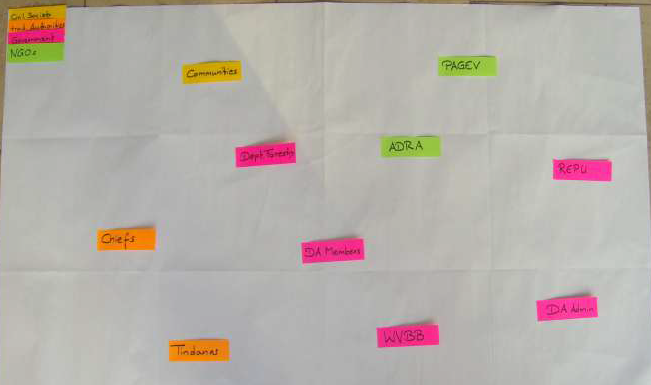 Civil Society
Trad. Authorities
Government
NGOs
Communities
PAGEV
ADRA
Dept Forestry
REPU
Chiefs
DA Members
DA Admin
WVBB
Tindanas